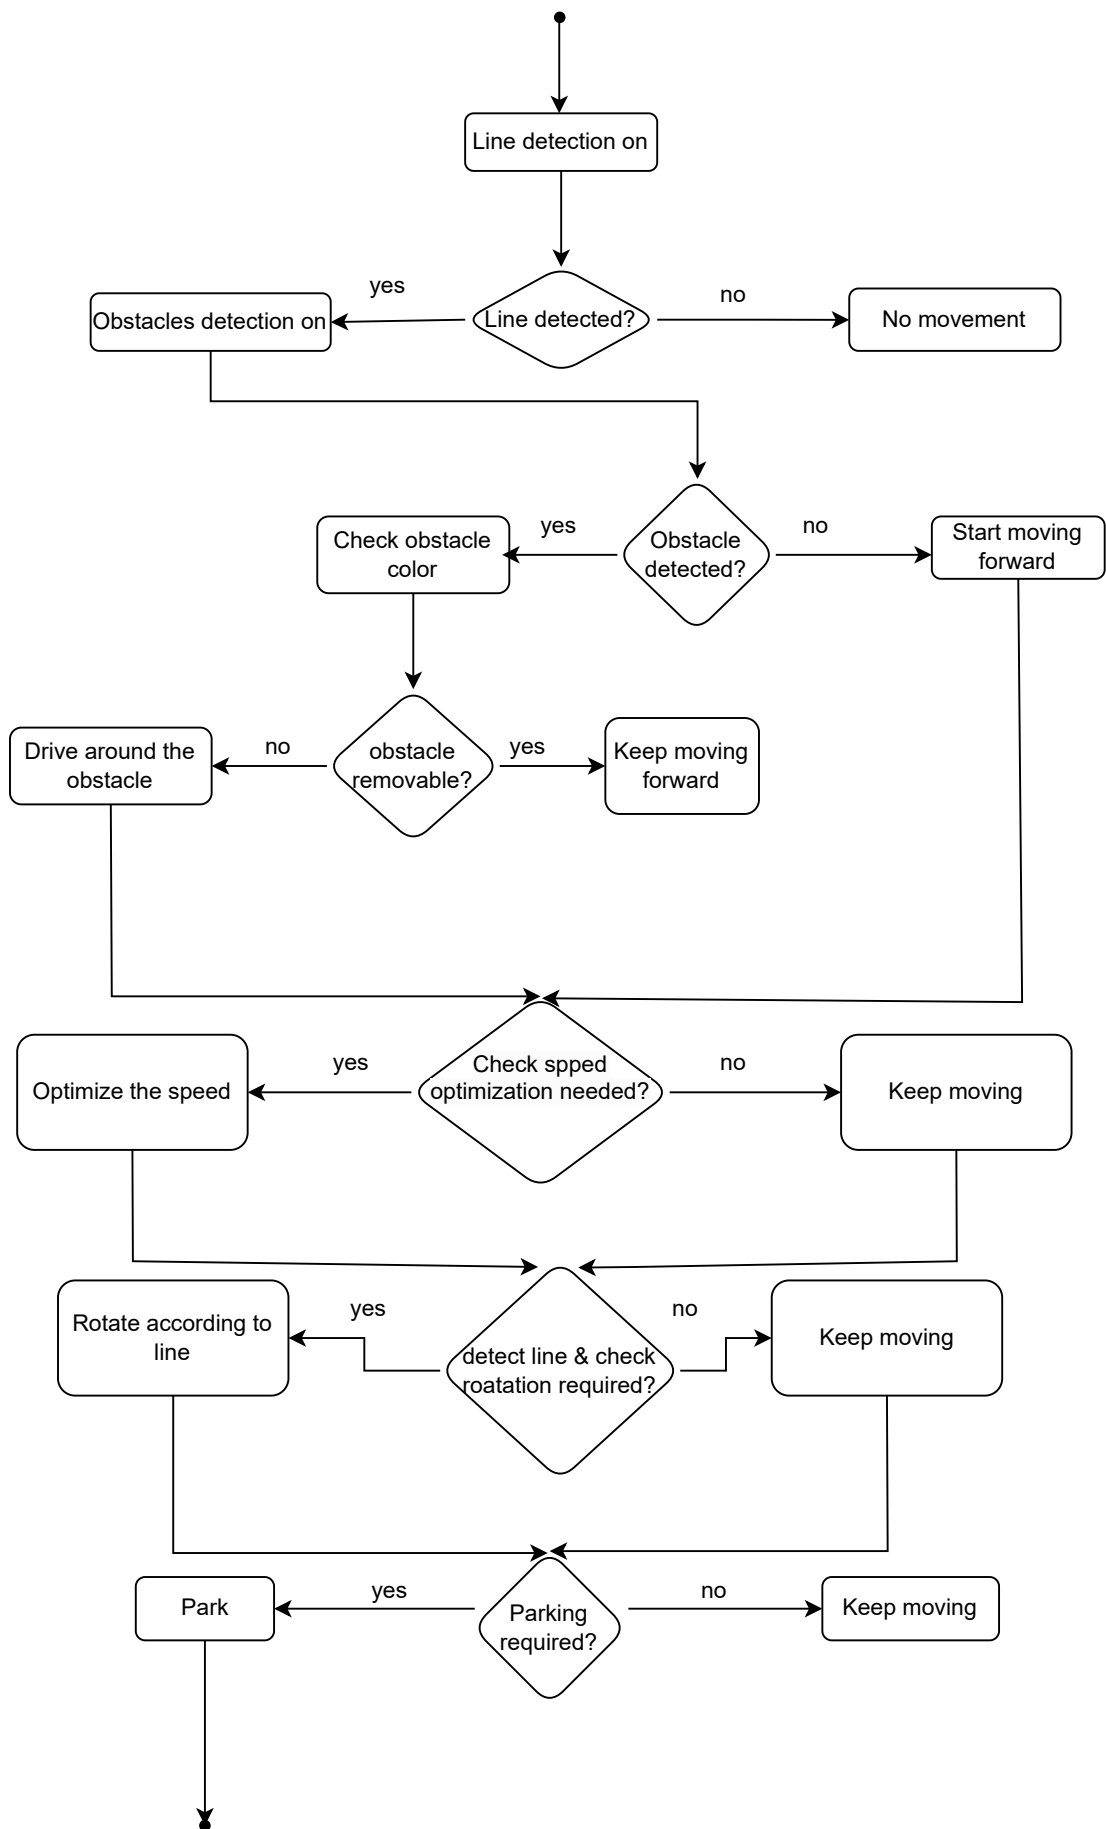 Line detection on
yes
no
Obstacles detection on
Line detected?
No movement
Check obstacle
color
yes
Obstacle
detected?
no
Start moving
forward
Drive around the
obstacle
no
obstacle
removable?
yes
Keep moving
forward
Optimize the speed
yes
Check spped
optimization needed?
no
Keep moving
Rotate according to
line
yes
detect line & check
roatation required?
no
Keep moving
Park
yes
Parking
required?
no
Keep moving